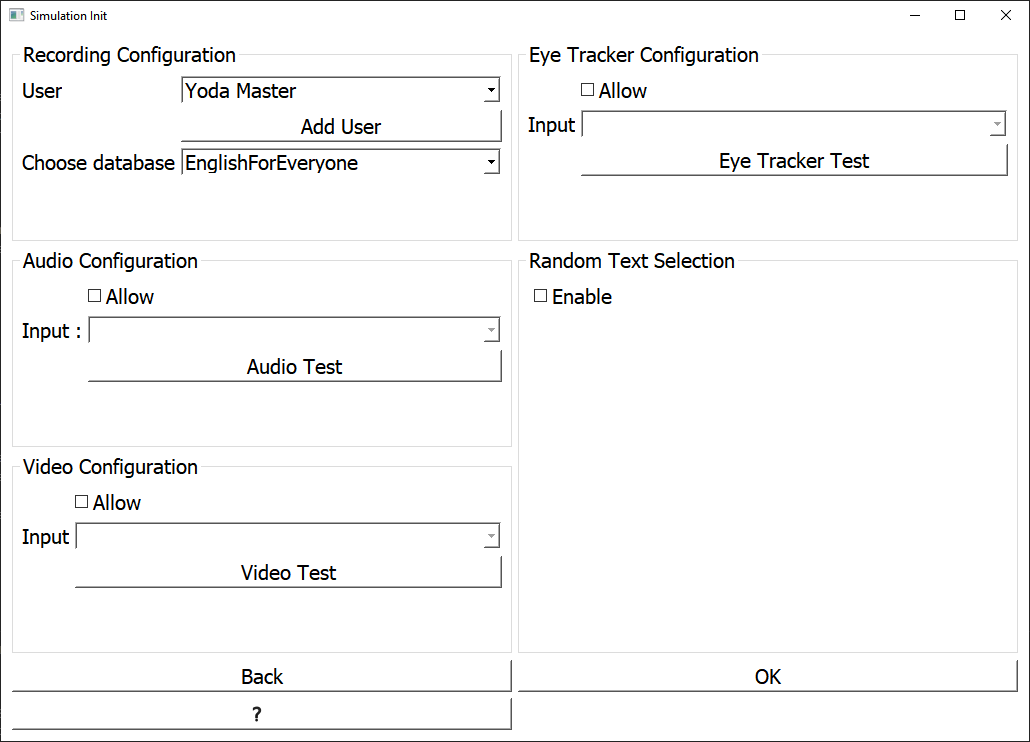 Simulation Init
Recording Configuration
User
Yoda Master
Add User
Choose database
EnglishForEveryone
Eye Tracker Configuration
Allow
Input
Eye Tracker Test
Audio Configuration
Allow
Input :
Audio Test
Random Text Selection
Enable
Video Configuration
Allow
Input
Video Test
Back
OK
?